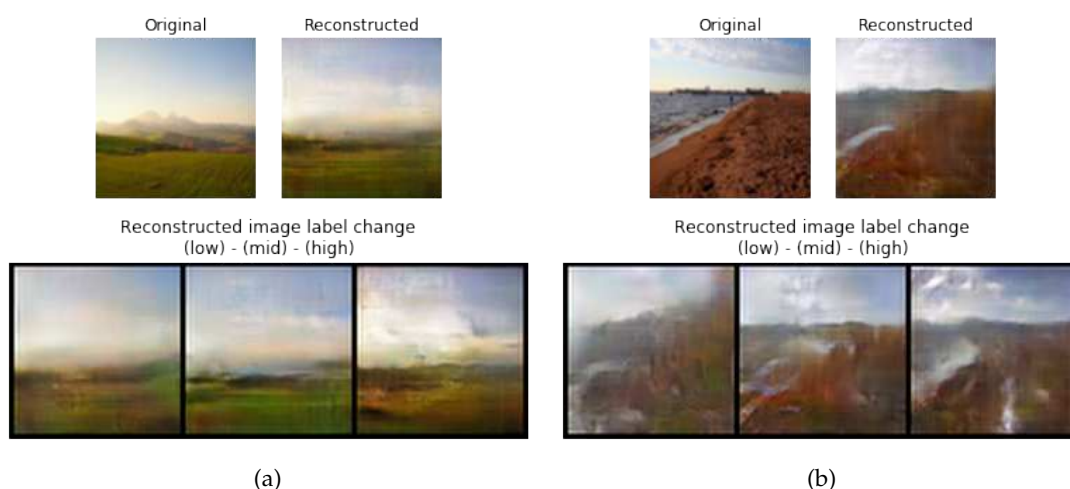 Original
Reconstructed
Reconstructed image label change
(low) - (mid) - (high)
(a)
Original
Reconstructed
Reconstructed image label change
(low) - (mid) - (high)
(b)